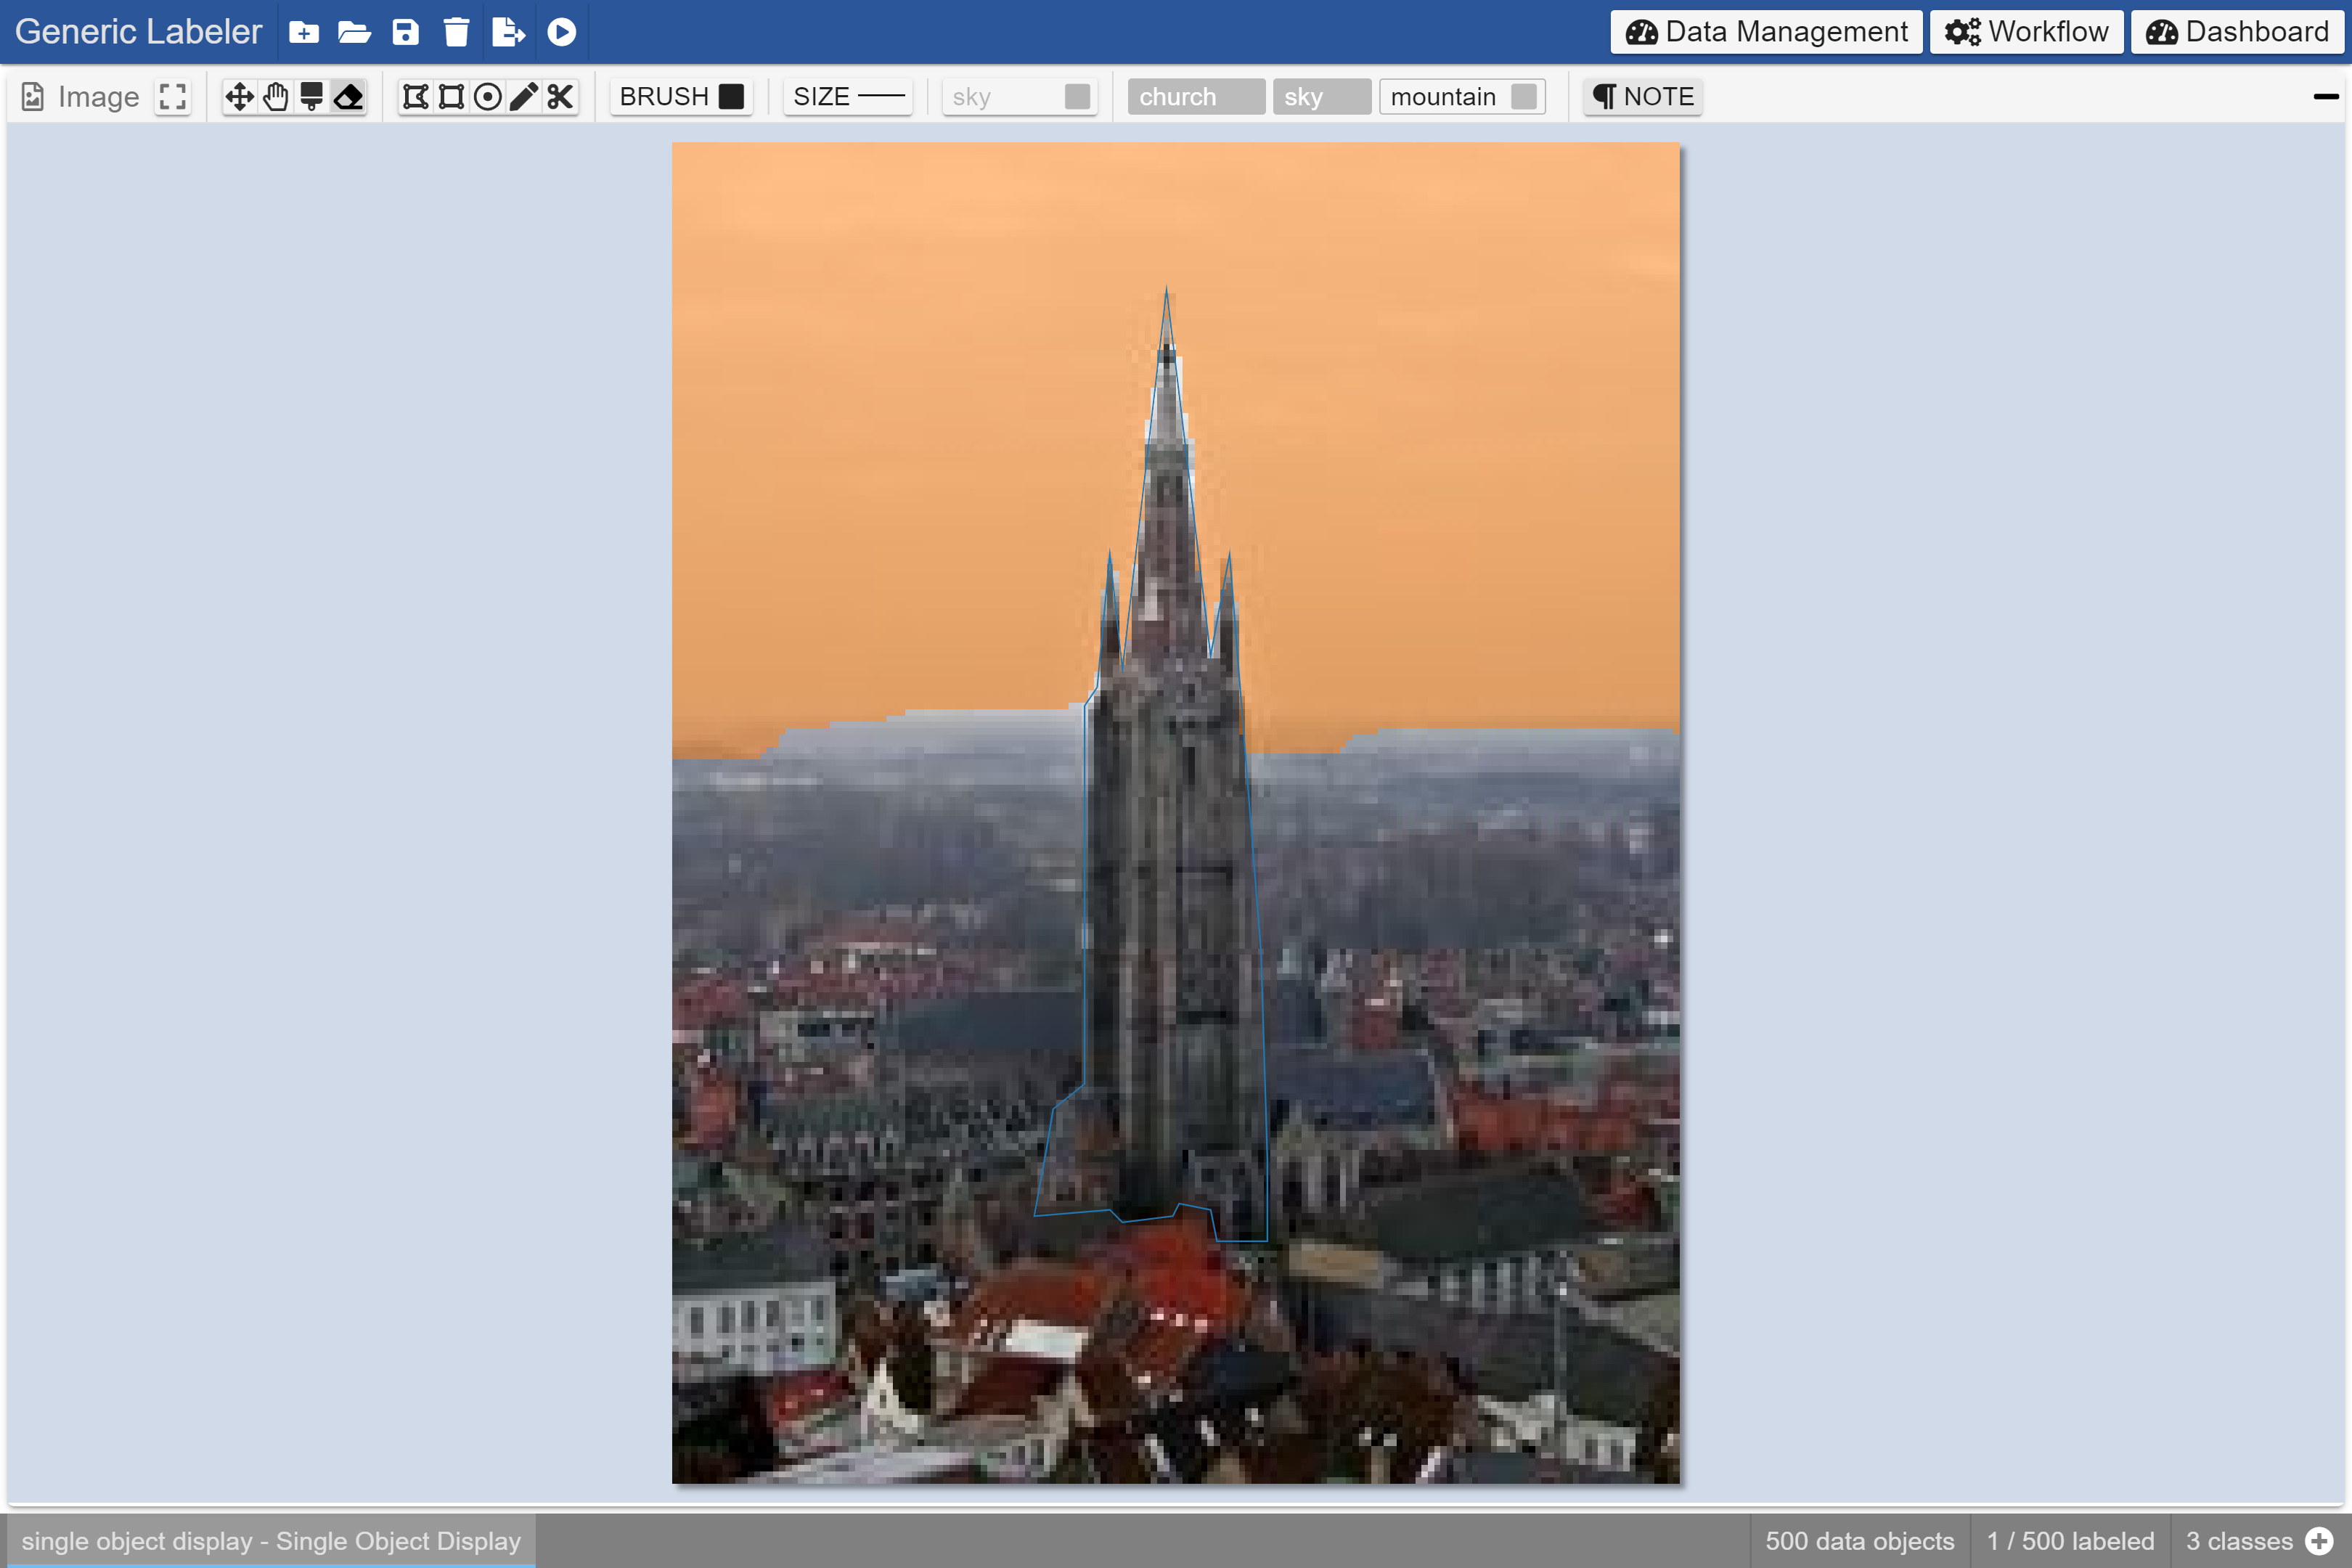 Generic Labeler Data Management Workflow Dashboard
Image BRUSH SIZE sky church sky mountain NOTE
single object display - Single Object Display 500 data objects 1 / 500 labeled 3 classes